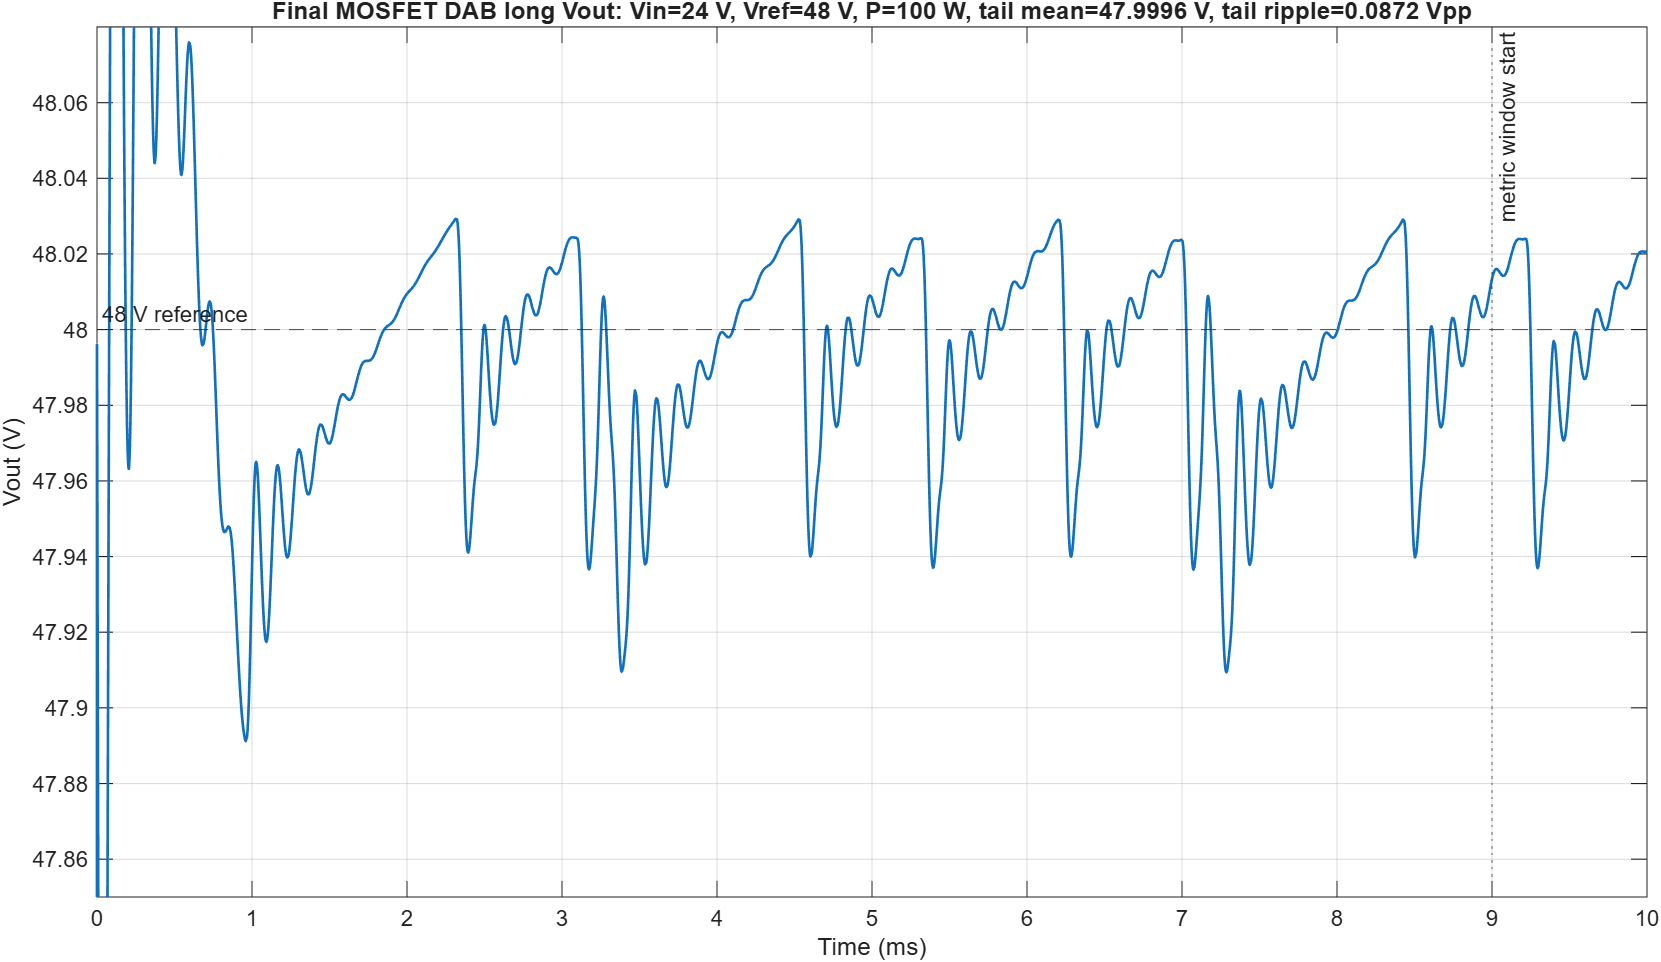 Final MOSFET DAB long Vout: Vin=24 V, Vref=48 V, P=100 W, tail mean=47.9996 V, tail ripple=0.0872 Vpp
metric window start
48.06
48.04
48.02
48 V reference
48
47.98
47.96
47.94
47.92
47.9
47.88
47.86
Vout (V)
0 1 2 3 4 5 6 7 8 9 10
Time (ms)